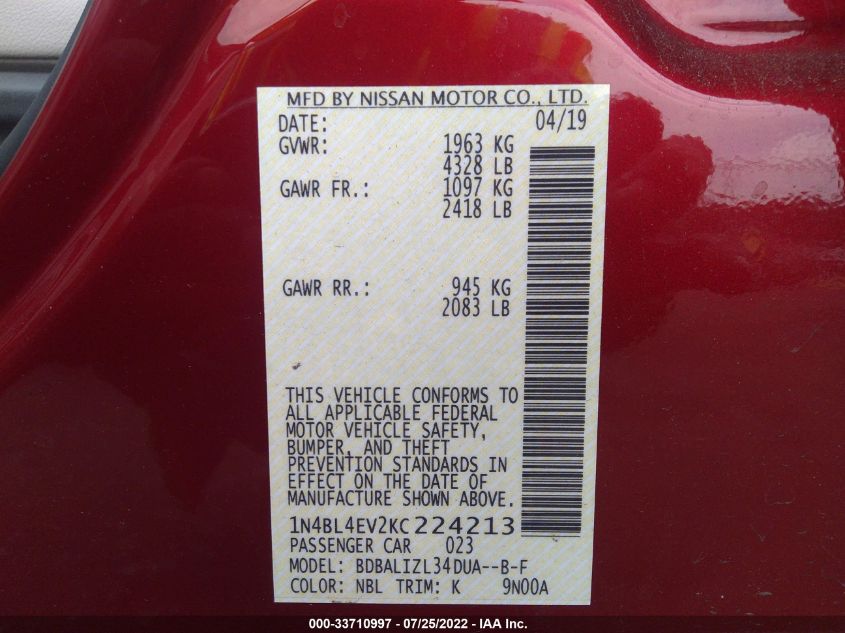 MFD BY NISSAN MOTOR CO., LTD.
DATE: 04/19
GVWR: 1963 KG
4328 LB
GAWR FR.: 1097 KG
2418 LB
GAWR RR.: 945 KG
2083 LB
THIS VEHICLE CONFORMS TO
ALL APPLICABLE FEDERAL
MOTOR VEHICLE SAFETY,
BUMPER, AND THEFT
PREVENTION STANDARDS IN
EFFECT ON THE DATE OF
MANUFACTURE SHOWN ABOVE.
1N4BL4EV2KC224213
PASSENGER CAR 023
MODEL: BDBALIZL34DUA--B-F
COLOR: NBL TRIM: K 9N00A
000-33710997 - 07/25/2022 - IAA Inc.